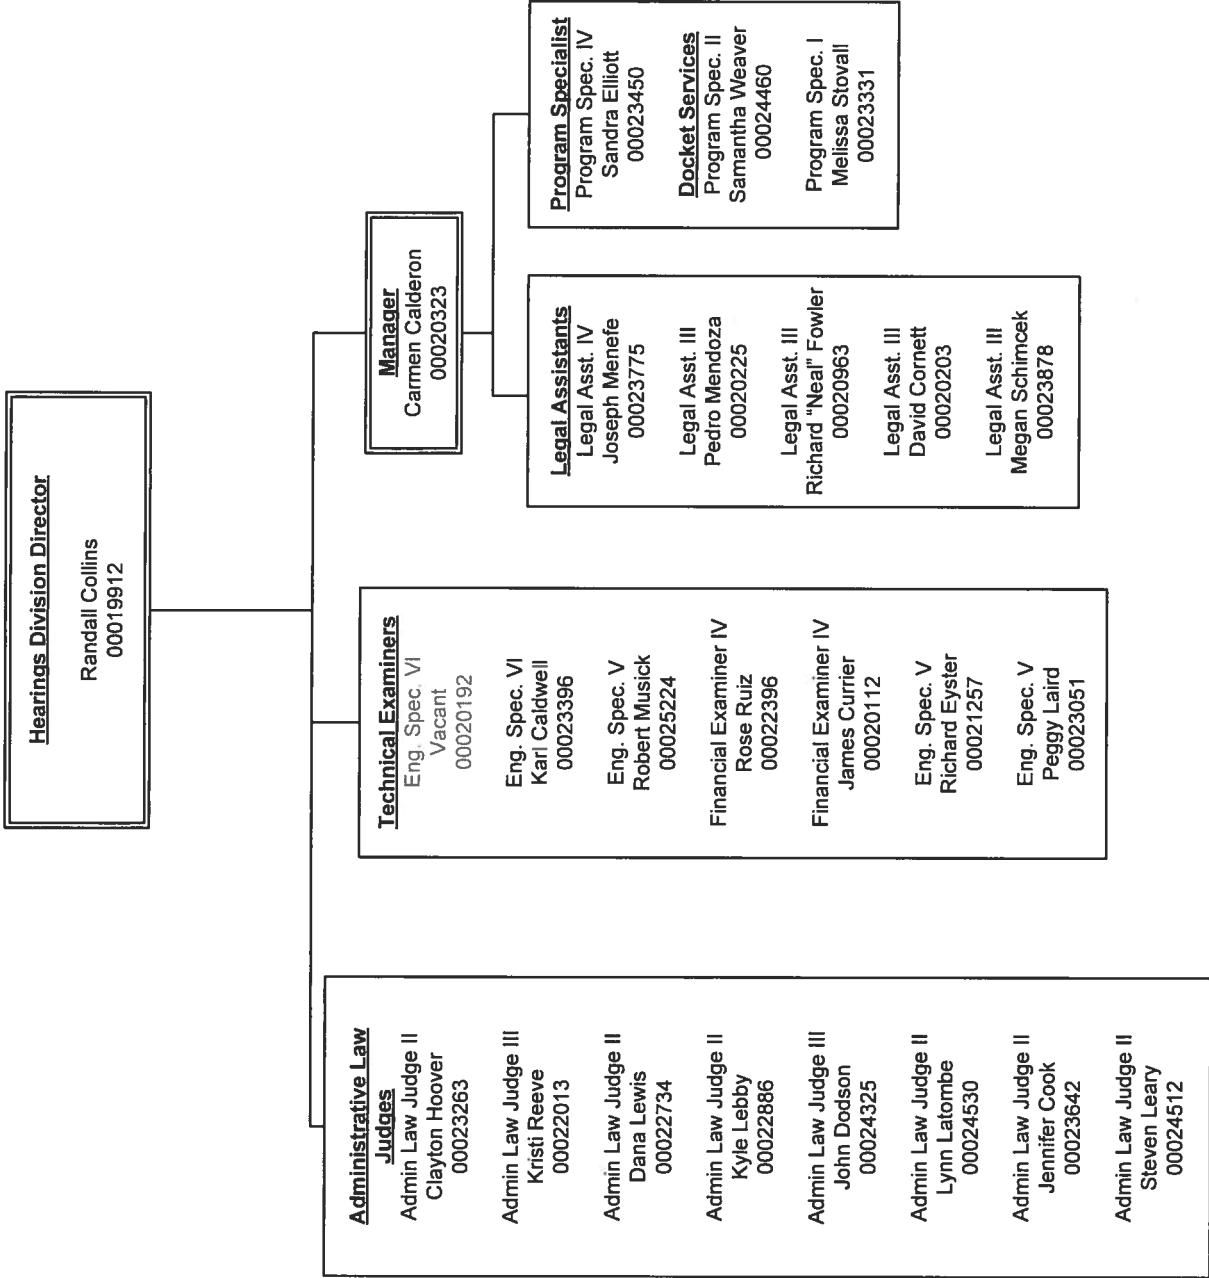 Hearings Division Director
Randall Collins
00019912
Administrative Law
Judges
Admin Law Judge II
Clayton Hoover
00023263
Admin Law Judge III
Kristi Reeve
00022013
Admin Law Judge II
Dana Lewis
00022734
Admin Law Judge II
Kyle Lebby
00022886
Admin Law Judge III
John Dodson
00024325
Admin Law Judge II
Lynn Latombe
00024530
Admin Law Judge II
Jennifer Cook
00023642
Admin Law Judge II
Steven Leary
00024512
Technical Examiners
Eng. Spec. VI
Vacant
00020192
Eng. Spec. VI
Karl Caldwell
00023396
Eng. Spec. V
Robert Musick
00025224
Financial Examiner IV
Rose Ruiz
00022396
Financial Examiner IV
James Currier
00020112
Eng. Spec. V
Richard Eyster
00021257
Eng. Spec. V
Peggy Laird
00023051
Manager
Carmen Calderon
00020323
Legal Assistants
Legal Asst. IV
Joseph Menefe
00023775
Legal Asst. III
Pedro Mendoza
00020225
Legal Asst. III
Richard "Neal" Fowler
00020963
Legal Asst. III
David Cornett
00020203
Legal Asst. III
Megan Schimcek
00023878
Program Specialist
Program Spec. IV
Sandra Elliott
00023450
Docket Services
Program Spec. II
Samantha Weaver
00024460
Program Spec. I
Melissa Stovall
00023331